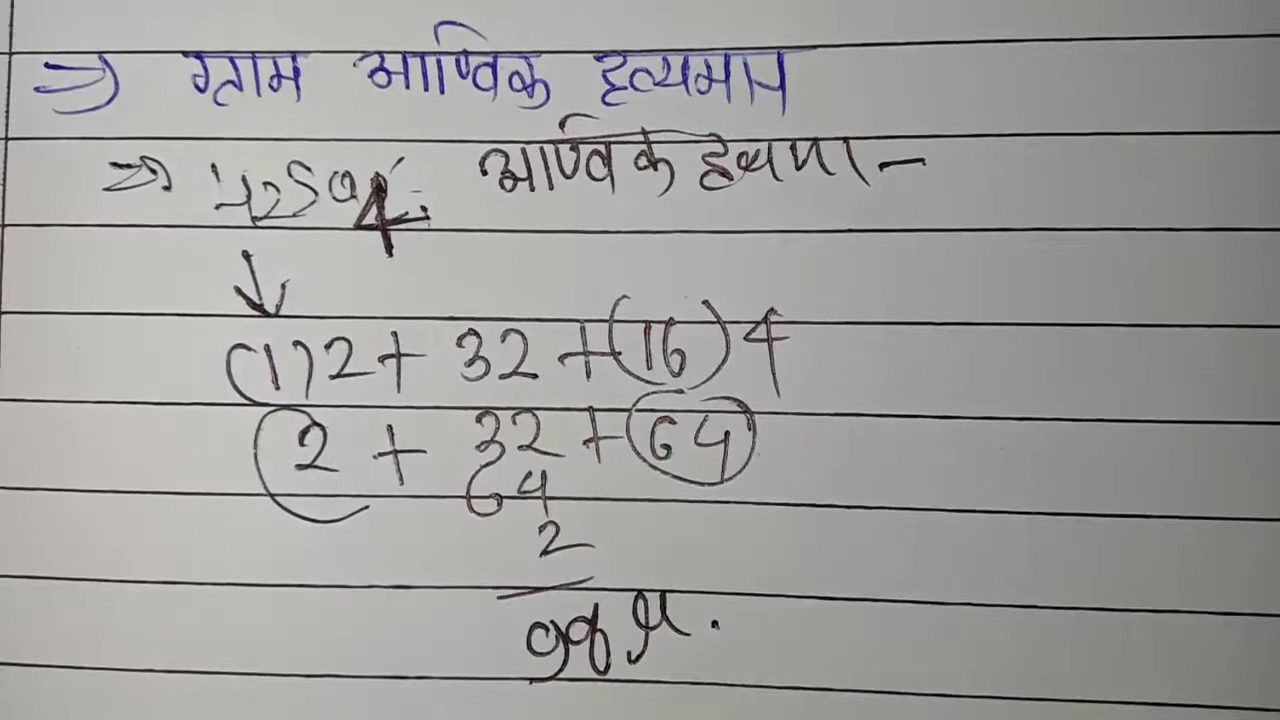 ⇒ ग्राम आण्विक द्रव्यमान
⇒ H2SO4 आण्विक द्रव्यमा -
↓
(1)2 + 32 + (16)4
2 + 32 + 64
64
2
98 g.